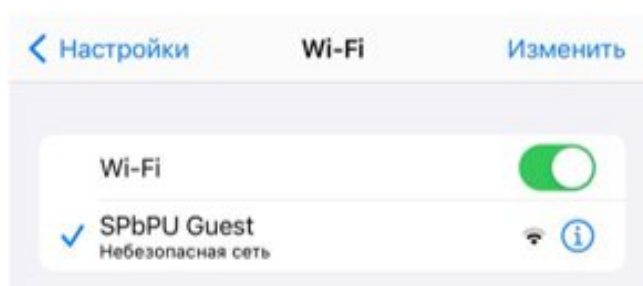 Настройки Wi-Fi Изменить
Wi-Fi
SPbPU Guest
Небезопасная сеть